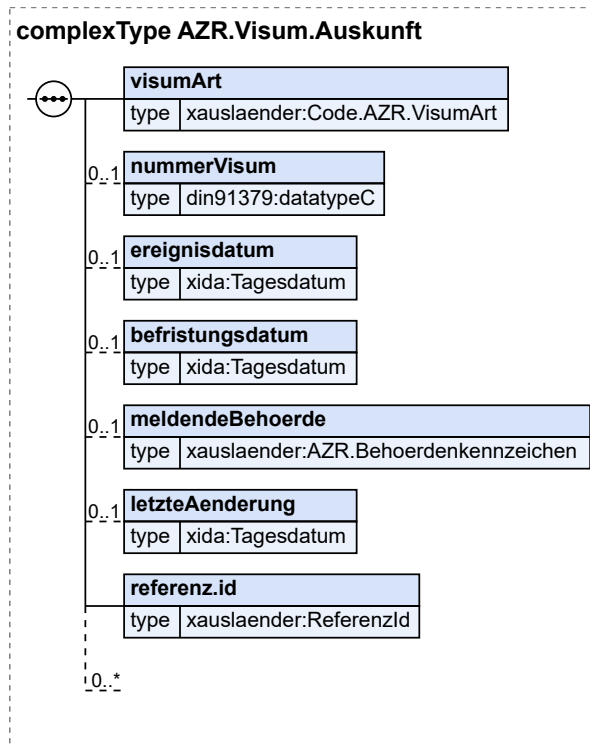 complexType AZR.Visum.Auskunft
visumArt
type xauslaender:Code.AZR.VisumArt
0..1 nummerVisum
type din91379:datatypeC
0..1 ereignisdatum
type xida:Tagesdatum
0..1 befristungsdatum
type xida:Tagesdatum
0..1 meldendeBehoerde
type xauslaender:AZR.Behoerdenkennzeichen
0..1 letzteAenderung
type xida:Tagesdatum
referenz.id
type xauslaender:ReferenzId
0..*